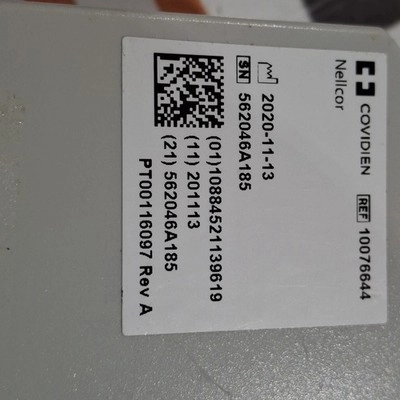 COVIDIEN REF 10076644
Nellcor
2020-11-13
SN 562046A185
(01)10884521139619
(11) 201113
(21) 562046A185
PT00116097 Rev A